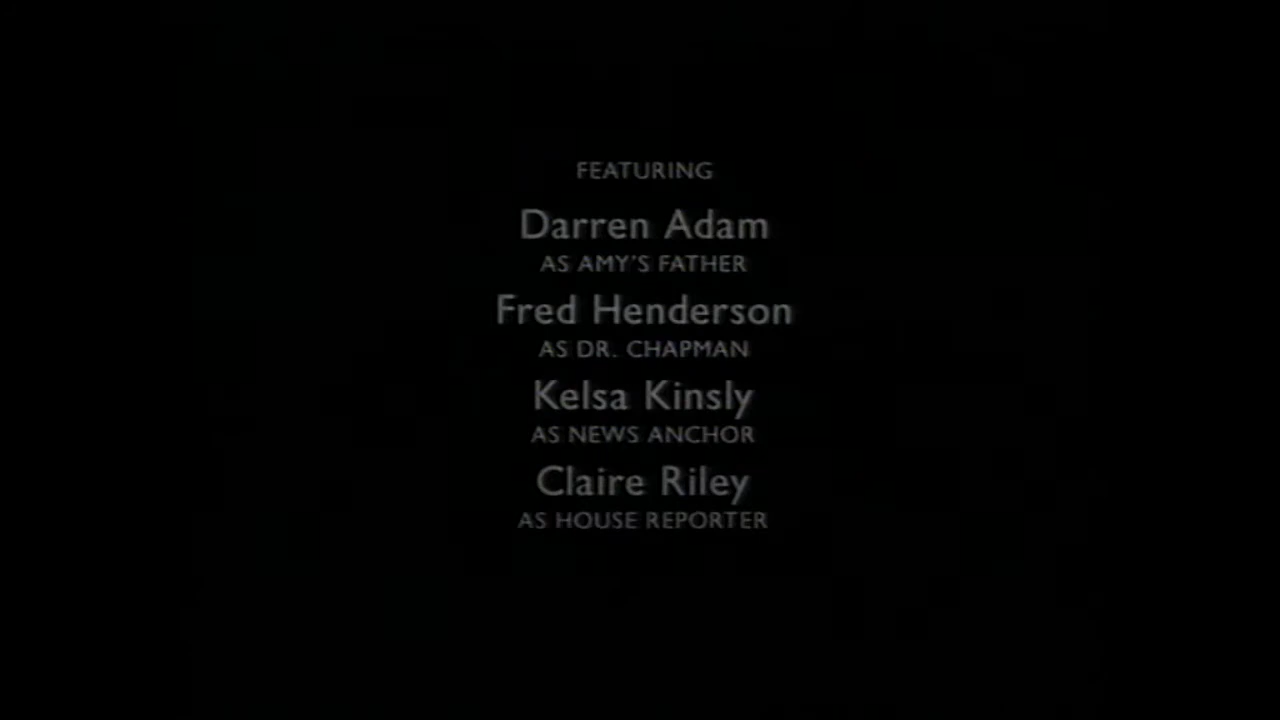 FEATURING
Darren Adam
AS AMY'S FATHER
Fred Henderson
AS DR. CHAPMAN
Kelsa Kinsly
AS NEWS ANCHOR
Claire Riley
AS HOUSE REPORTER